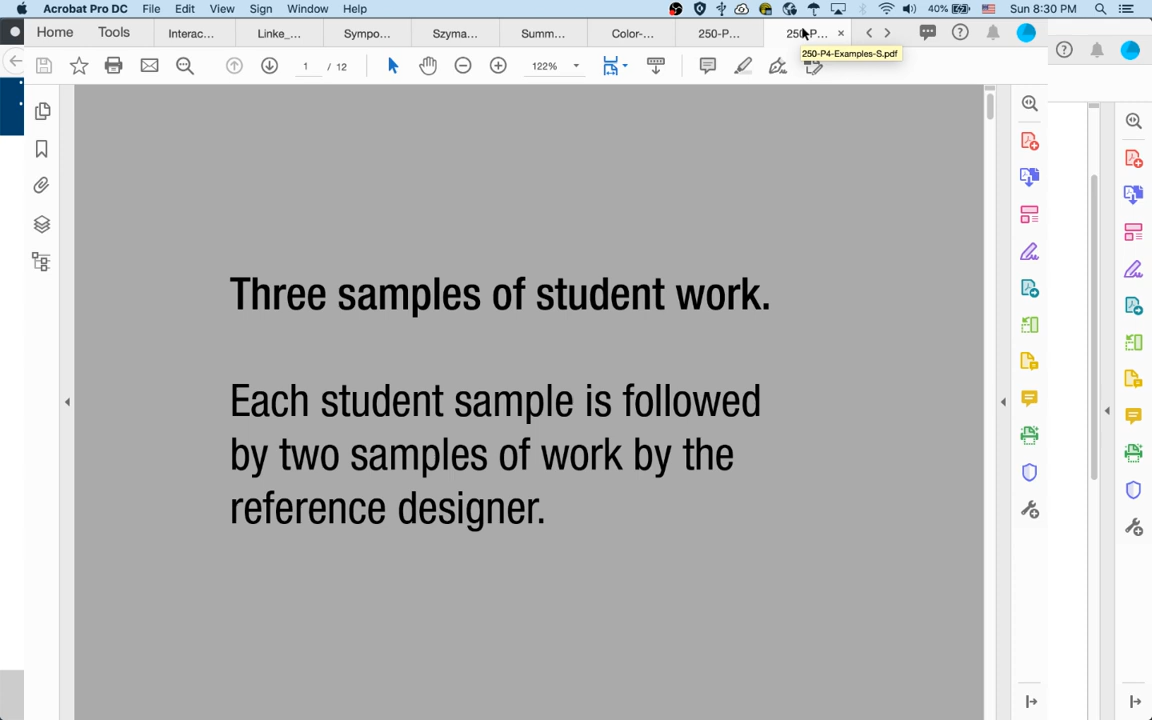 Acrobat Pro DC File Edit View Sign Window Help 40% Sun 8:30 PM
Home Tools Interac... Linke_... Sympo... Szyma... Summ... Color-... 250-P... 250-P... ×
250-P4-Examples-S.pdf
1 / 12 122%
Three samples of student work.
Each student sample is followed
by two samples of work by the
reference designer.